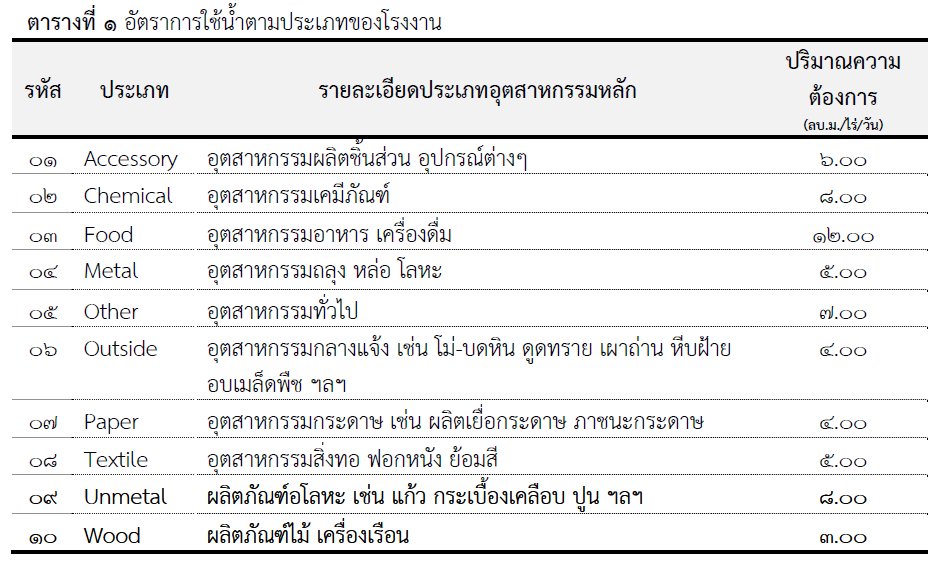 ตารางที่ ๑ อัตราการใช้น้ำตามประเภทของโรงงาน
รหัส ประเภท รายละเอียดประเภทอุตสาหกรรมหลัก ปริมาณความ
ต้องการ
(ลบ.ม./ไร่/วัน)
๐๑ Accessory อุตสาหกรรมผลิตชิ้นส่วน อุปกรณ์ต่างๆ ๖.๐๐
๐๒ Chemical อุตสาหกรรมเคมีภัณฑ์ ๘.๐๐
๐๓ Food อุตสาหกรรมอาหาร เครื่องดื่ม ๑๒.๐๐
๐๔ Metal อุตสาหกรรมถลุง หล่อ โลหะ ๕.๐๐
๐๕ Other อุตสาหกรรมทั่วไป ๗.๐๐
๐๖ Outside อุตสาหกรรมกลางแจ้ง เช่น โม่-บดหิน ดูดทราย เผาถ่าน หีบฝ้าย ๔.๐๐
อบเมล็ดพืช ฯลฯ
๐๗ Paper อุตสาหกรรมกระดาษ เช่น ผลิตเยื่อกระดาษ ภาชนะกระดาษ ๔.๐๐
๐๘ Textile อุตสาหกรรมสิ่งทอ ฟอกหนัง ย้อมสี ๕.๐๐
๐๙ Unmetal ผลิตภัณฑ์อโลหะ เช่น แก้ว กระเบื้องเคลือบ ปูน ฯลฯ ๘.๐๐
๑๐ Wood ผลิตภัณฑ์ไม้ เครื่องเรือน ๓.๐๐